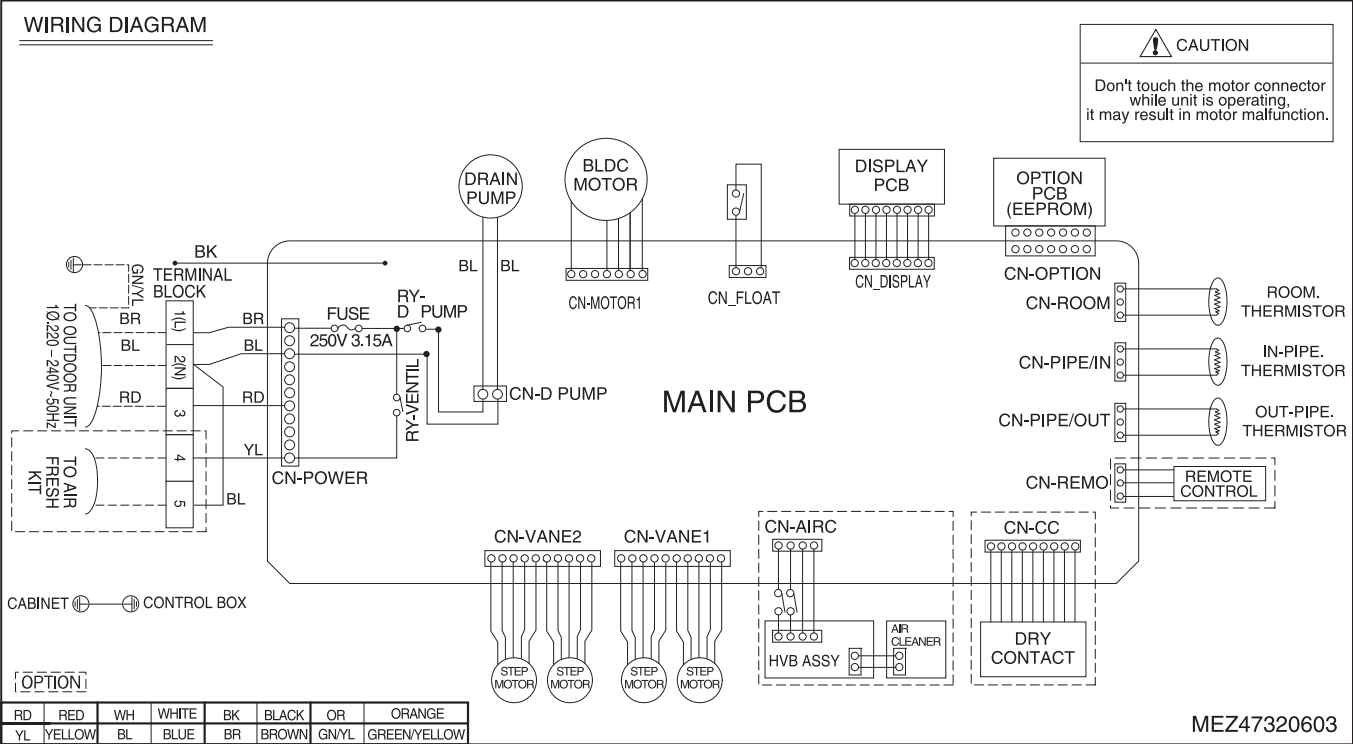 WIRING DIAGRAM
CAUTION
Don't touch the motor connector
while unit is operating,
it may result in motor malfunction.
DRAIN
PUMP
BLDC
MOTOR
DISPLAY
PCB
OPTION
PCB
(EEPROM)
BL
BL
CN-MOTOR1
CN_FLOAT
CN_DISPLAY
CN-OPTION
BK
GN/YL
TERMINAL
BLOCK
TO OUTDOOR UNIT
1Ø.220 – 240V~50Hz
BR
1(L)
BR
FUSE
250V 3.15A
RY-
D PUMP
BL
2(N)
BL
RY-VENTIL
RD
3
RD
CN-D PUMP
MAIN PCB
TO AIR
FRESH
KIT
4
YL
5
BL
CN-POWER
CN-ROOM
ROOM.
THERMISTOR
CN-PIPE/IN
IN-PIPE.
THERMISTOR
CN-PIPE/OUT
OUT-PIPE.
THERMISTOR
CN-REMO
REMOTE
CONTROL
CN-VANE2
CN-VANE1
CN-AIRC
CN-CC
STEP
MOTOR
STEP
MOTOR
STEP
MOTOR
STEP
MOTOR
HVB ASSY
AIR
CLEANER
DRY
CONTACT
CABINET
CONTROL BOX
OPTION
RD RED WH WHITE BK BLACK OR ORANGE
YL YELLOW BL BLUE BR BROWN GN/YL GREEN/YELLOW
MEZ47320603